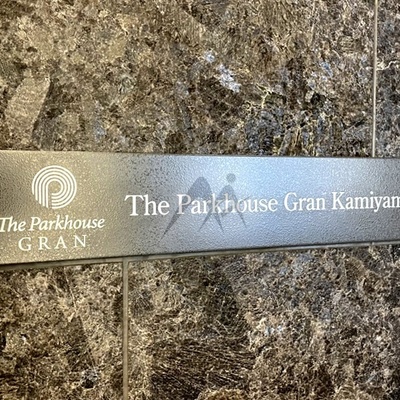 The Parkhouse
GRAN
The Parkhouse Gran Kamiyam